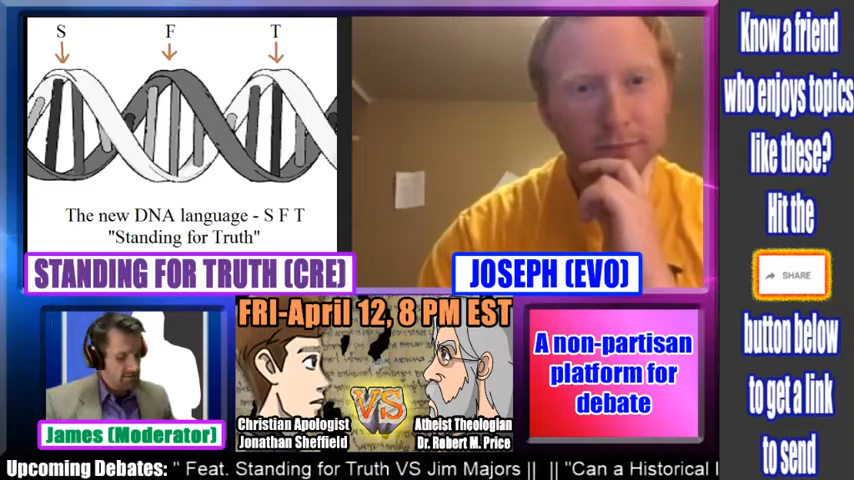 S F T
The new DNA language - S F T
"Standing for Truth"
STANDING FOR TRUTH (CRE)
JOSEPH (EVO)
FRI-April 12, 8 PM EST
VS
Christian Apologist
Jonathan Sheffield
Atheist Theologian
Dr. Robert M. Price
James (Moderator)
A non-partisan
platform for
debate
Know a friend
who enjoys topics
like these?
Hit the
SHARE
button below
to get a link
to send
Upcoming Debates: " Feat. Standing for Truth VS Jim Majors || || "Can a Historical